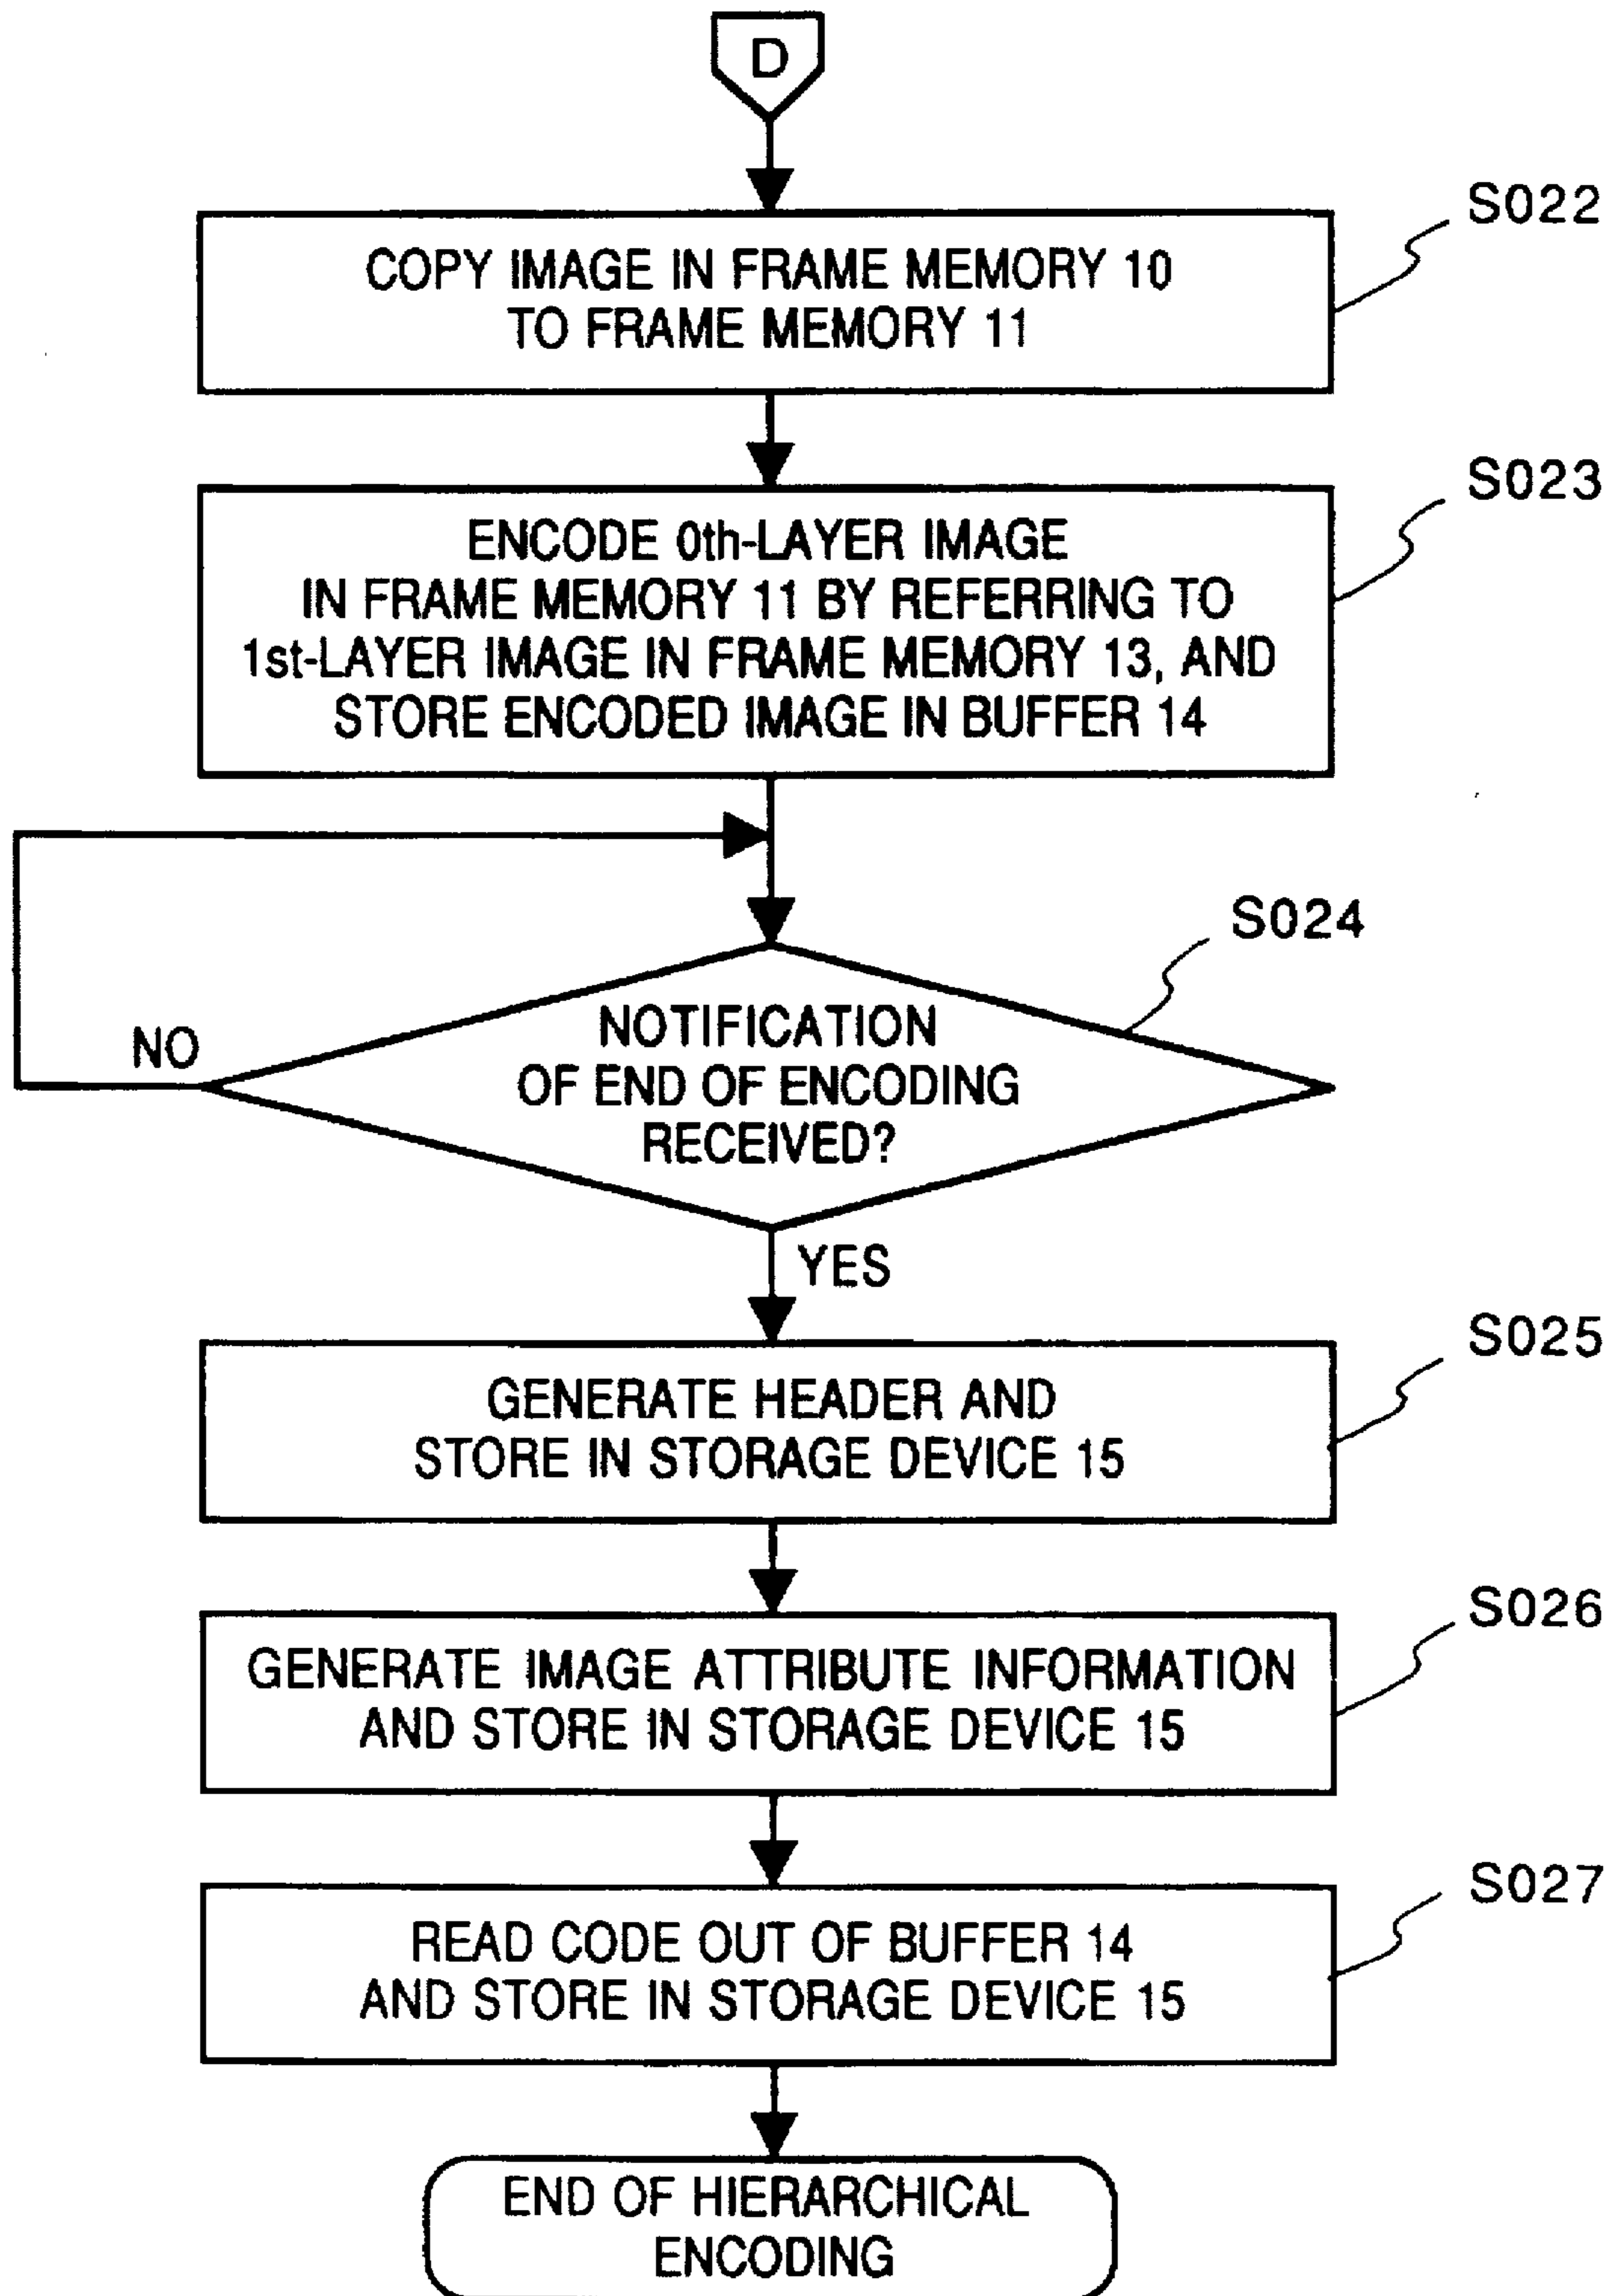 D
S022
COPY IMAGE IN FRAME MEMORY 10
TO FRAME MEMORY 11
S023
ENCODE 0th-LAYER IMAGE
IN FRAME MEMORY 11 BY REFERRING TO
1st-LAYER IMAGE IN FRAME MEMORY 13, AND
STORE ENCODED IMAGE IN BUFFER 14
S024
NO
NOTIFICATION
OF END OF ENCODING
RECEIVED?
YES
S025
GENERATE HEADER AND
STORE IN STORAGE DEVICE 15
S026
GENERATE IMAGE ATTRIBUTE INFORMATION
AND STORE IN STORAGE DEVICE 15
S027
READ CODE OUT OF BUFFER 14
AND STORE IN STORAGE DEVICE 15
END OF HIERARCHICAL
ENCODING